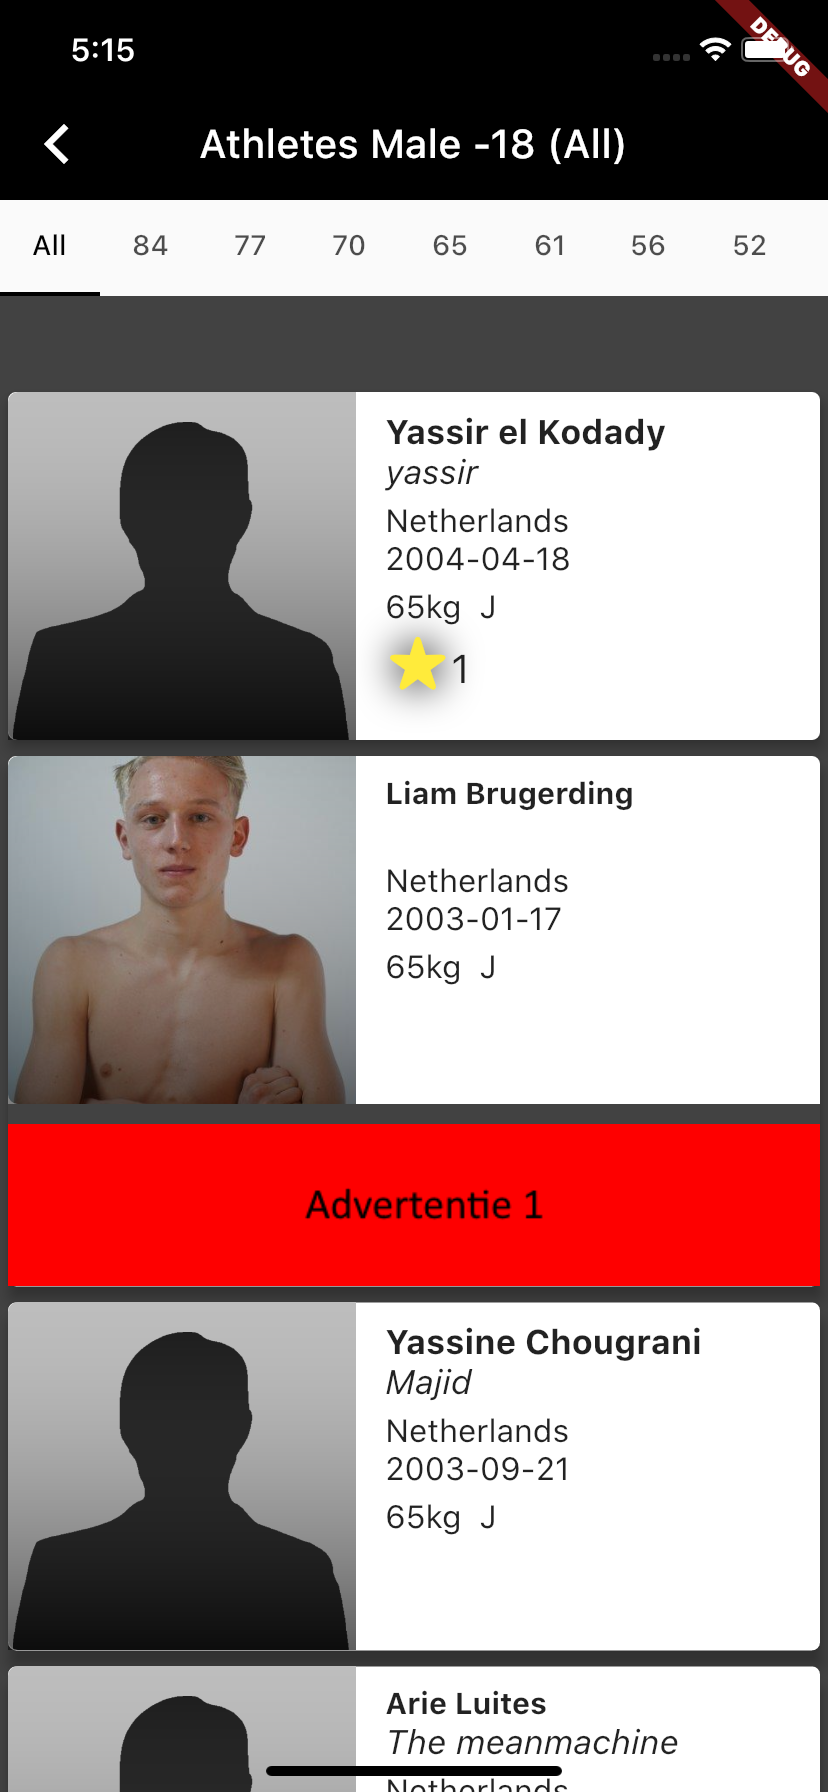 5:15
DEBUG
Athletes Male -18 (All)
All 84 77 70 65 61 56 52
Yassir el Kodady
yassir
Netherlands
2004-04-18
65kg J
1
Liam Brugerding
Netherlands
2003-01-17
65kg J
Advertentie 1
Yassine Chougrani
Majid
Netherlands
2003-09-21
65kg J
Arie Luites
The meanmachine
Netherlands